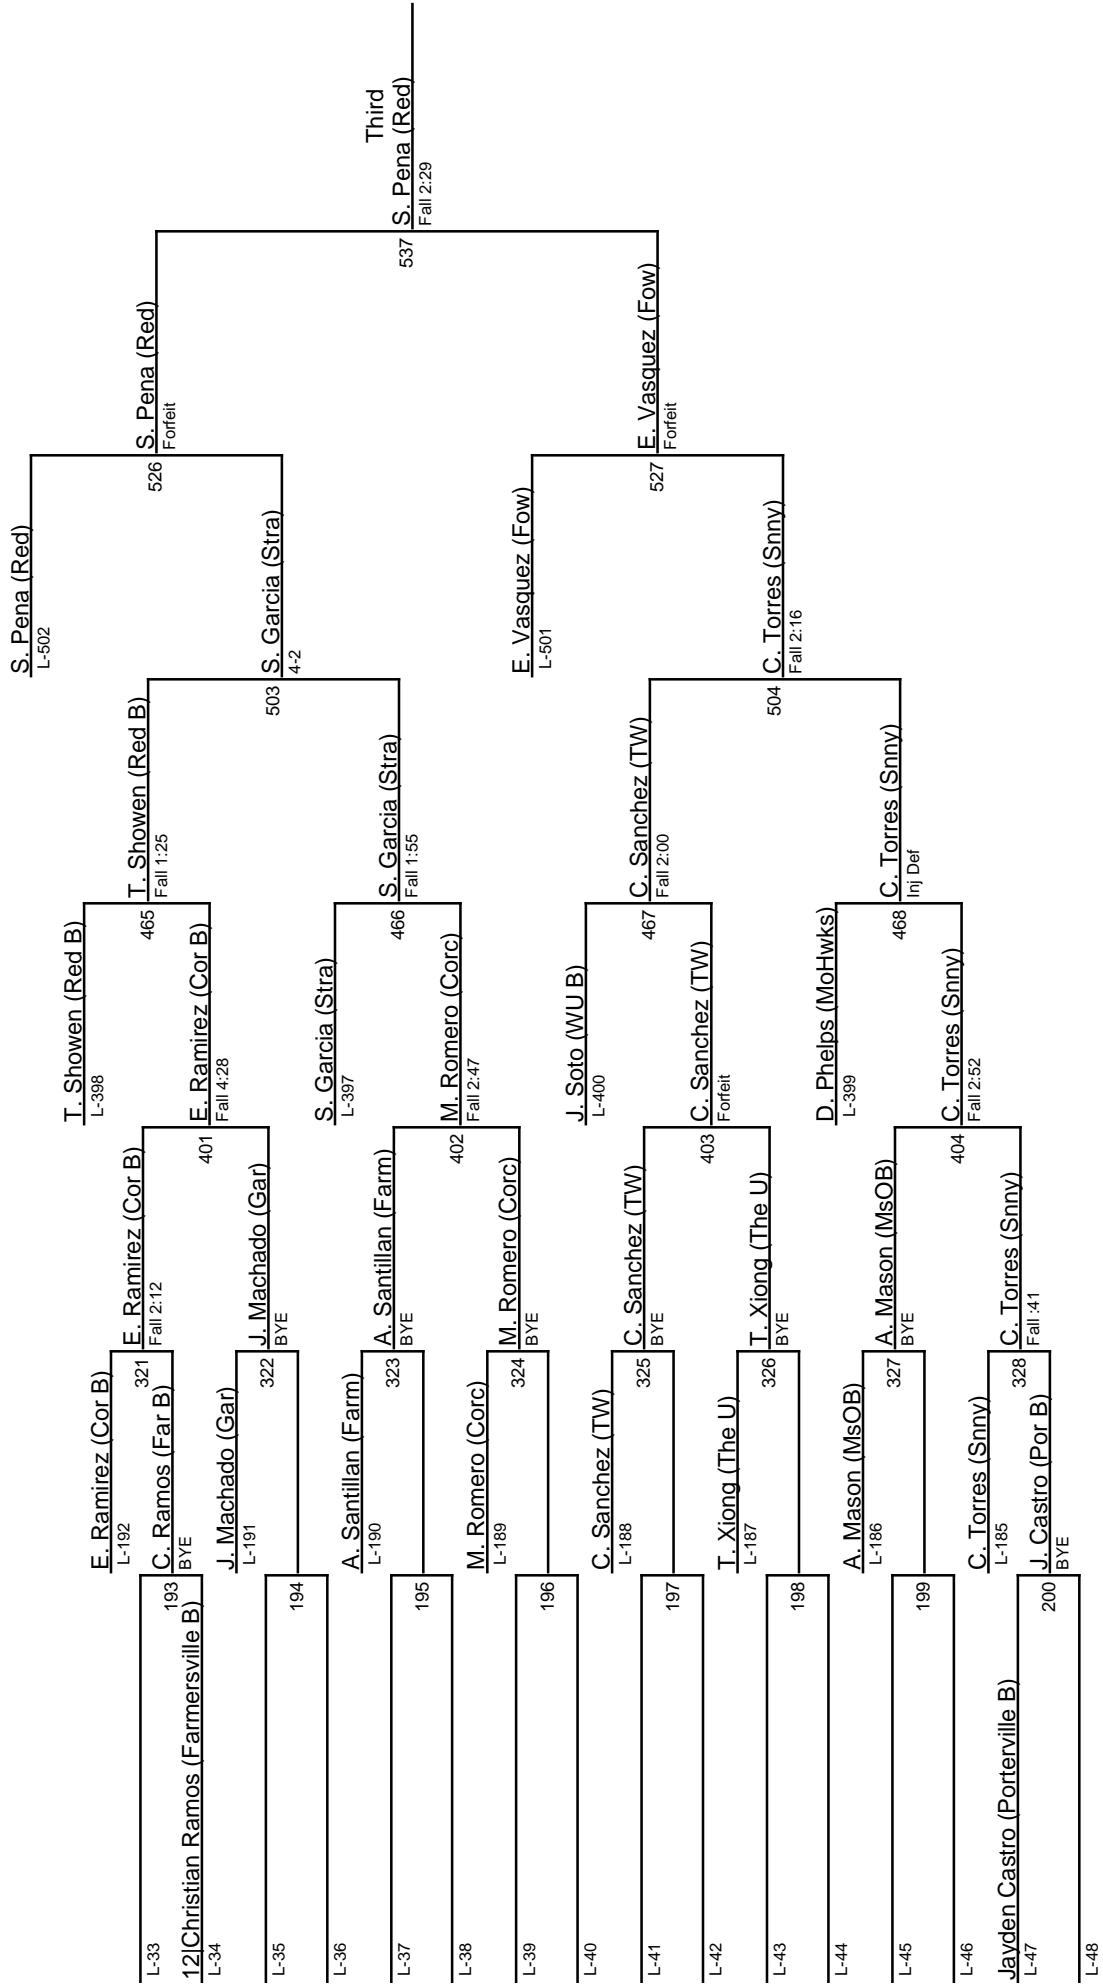 L-33
12|Christian Ramos (Farmersville B)
L-34
L-35
L-36
L-37
L-38
L-39
L-40
L-41
L-42
L-43
L-44
L-45
L-46
Jayden Castro (Porterville B)
L-47
L-48
193
194
195
196
197
198
199
200
E. Ramirez (Cor B)
L-192
C. Ramos (Far B)
BYE
J. Machado (Gar)
L-191
A. Santillan (Farm)
L-190
M. Romero (Corc)
L-189
C. Sanchez (TW)
L-188
T. Xiong (The U)
L-187
A. Mason (MsOB)
L-186
C. Torres (Snny)
L-185
J. Castro (Por B)
BYE
321
322
323
324
325
326
327
328
E. Ramirez (Cor B)
Fall 2:12
J. Machado (Gar)
BYE
A. Santillan (Farm)
BYE
M. Romero (Corc)
BYE
C. Sanchez (TW)
BYE
T. Xiong (The U)
BYE
A. Mason (MsOB)
BYE
C. Torres (Snny)
Fall :41
401
402
403
404
T. Showen (Red B)
L-398
E. Ramirez (Cor B)
Fall 4:28
S. Garcia (Stra)
L-397
M. Romero (Corc)
Fall 2:47
J. Soto (WU B)
L-400
C. Sanchez (TW)
Forfeit
D. Phelps (MoHwks)
L-399
C. Torres (Snny)
Fall 2:52
465
466
467
468
T. Showen (Red B)
Fall 1:25
S. Garcia (Stra)
Fall 1:55
C. Sanchez (TW)
Fall 2:00
C. Torres (Snny)
Inj Def
503
504
S. Pena (Red)
L-502
S. Garcia (Stra)
4-2
E. Vasquez (Fow)
L-501
C. Torres (Snny)
Fall 2:16
526
527
S. Pena (Red)
Forfeit
E. Vasquez (Fow)
Forfeit
537
Third
S. Pena (Red)
Fall 2:29